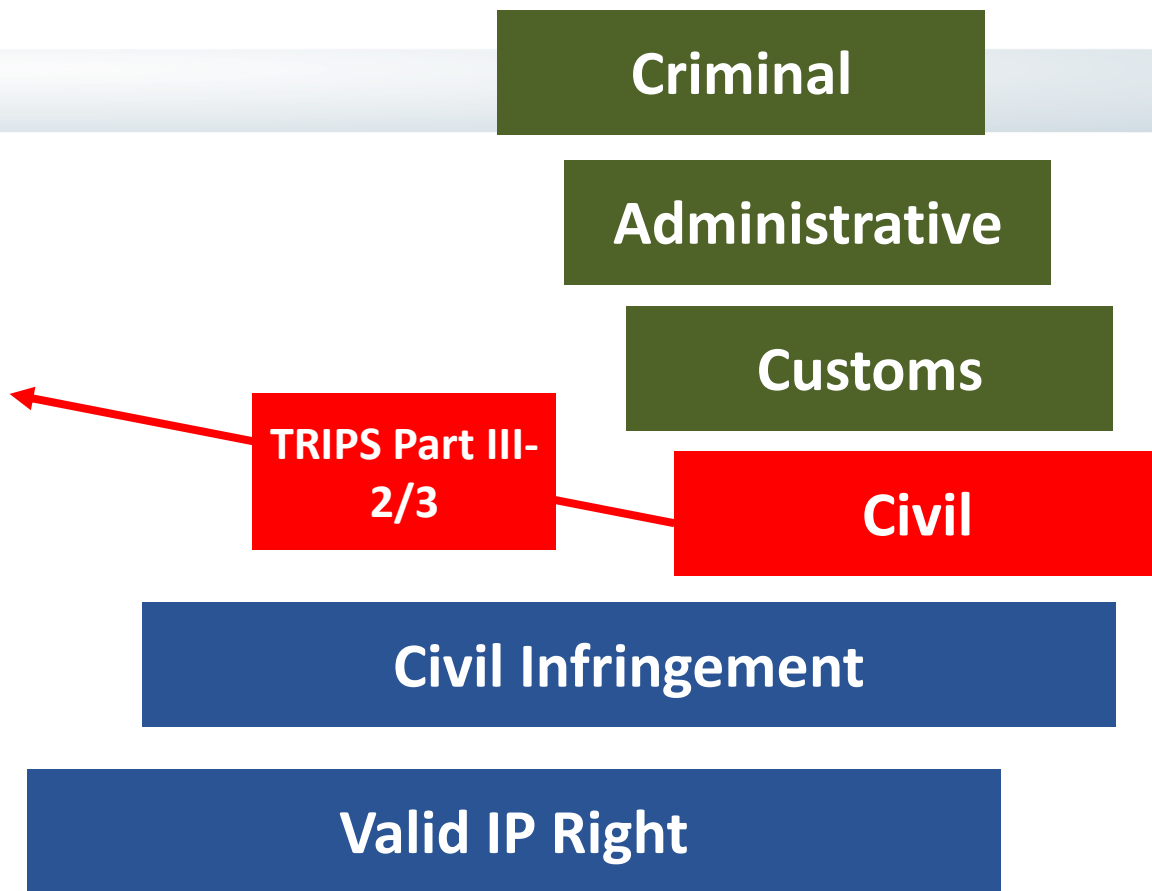 Criminal
Administrative
Customs
TRIPS Part III-
2/3
Civil
Civil Infringement
Valid IP Right